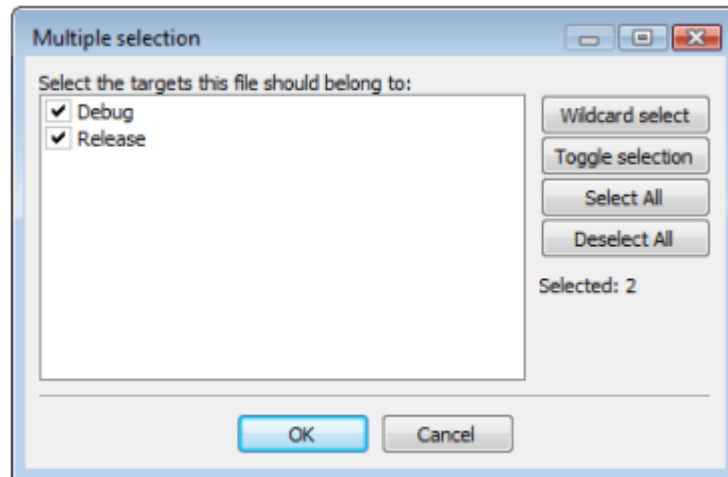 Multiple selection
Select the targets this file should belong to:
Debug
Release
Wildcard select
Toggle selection
Select All
Deselect All
Selected: 2
OK
Cancel